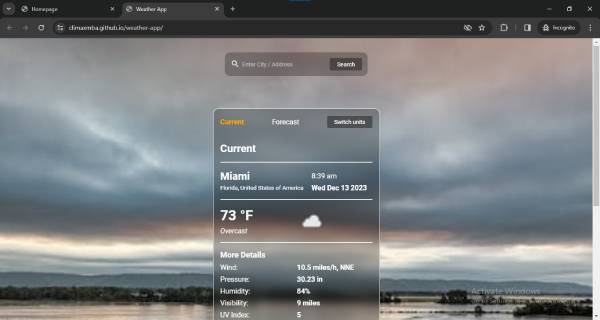 Homepage
Weather App
climaxmba.github.io/weather-app/
Incognito
Enter City / Address
Search
Current
Forecast
Switch units
Current
Miami
8:39 am
Florida, United States of America
Wed Dec 13 2023
73 °F
Overcast
More Details
Wind:
10.5 miles/h, NNE
Pressure:
30.23 in
Humidity:
84%
Visibility:
9 miles
UV Index:
5
Activate Windows